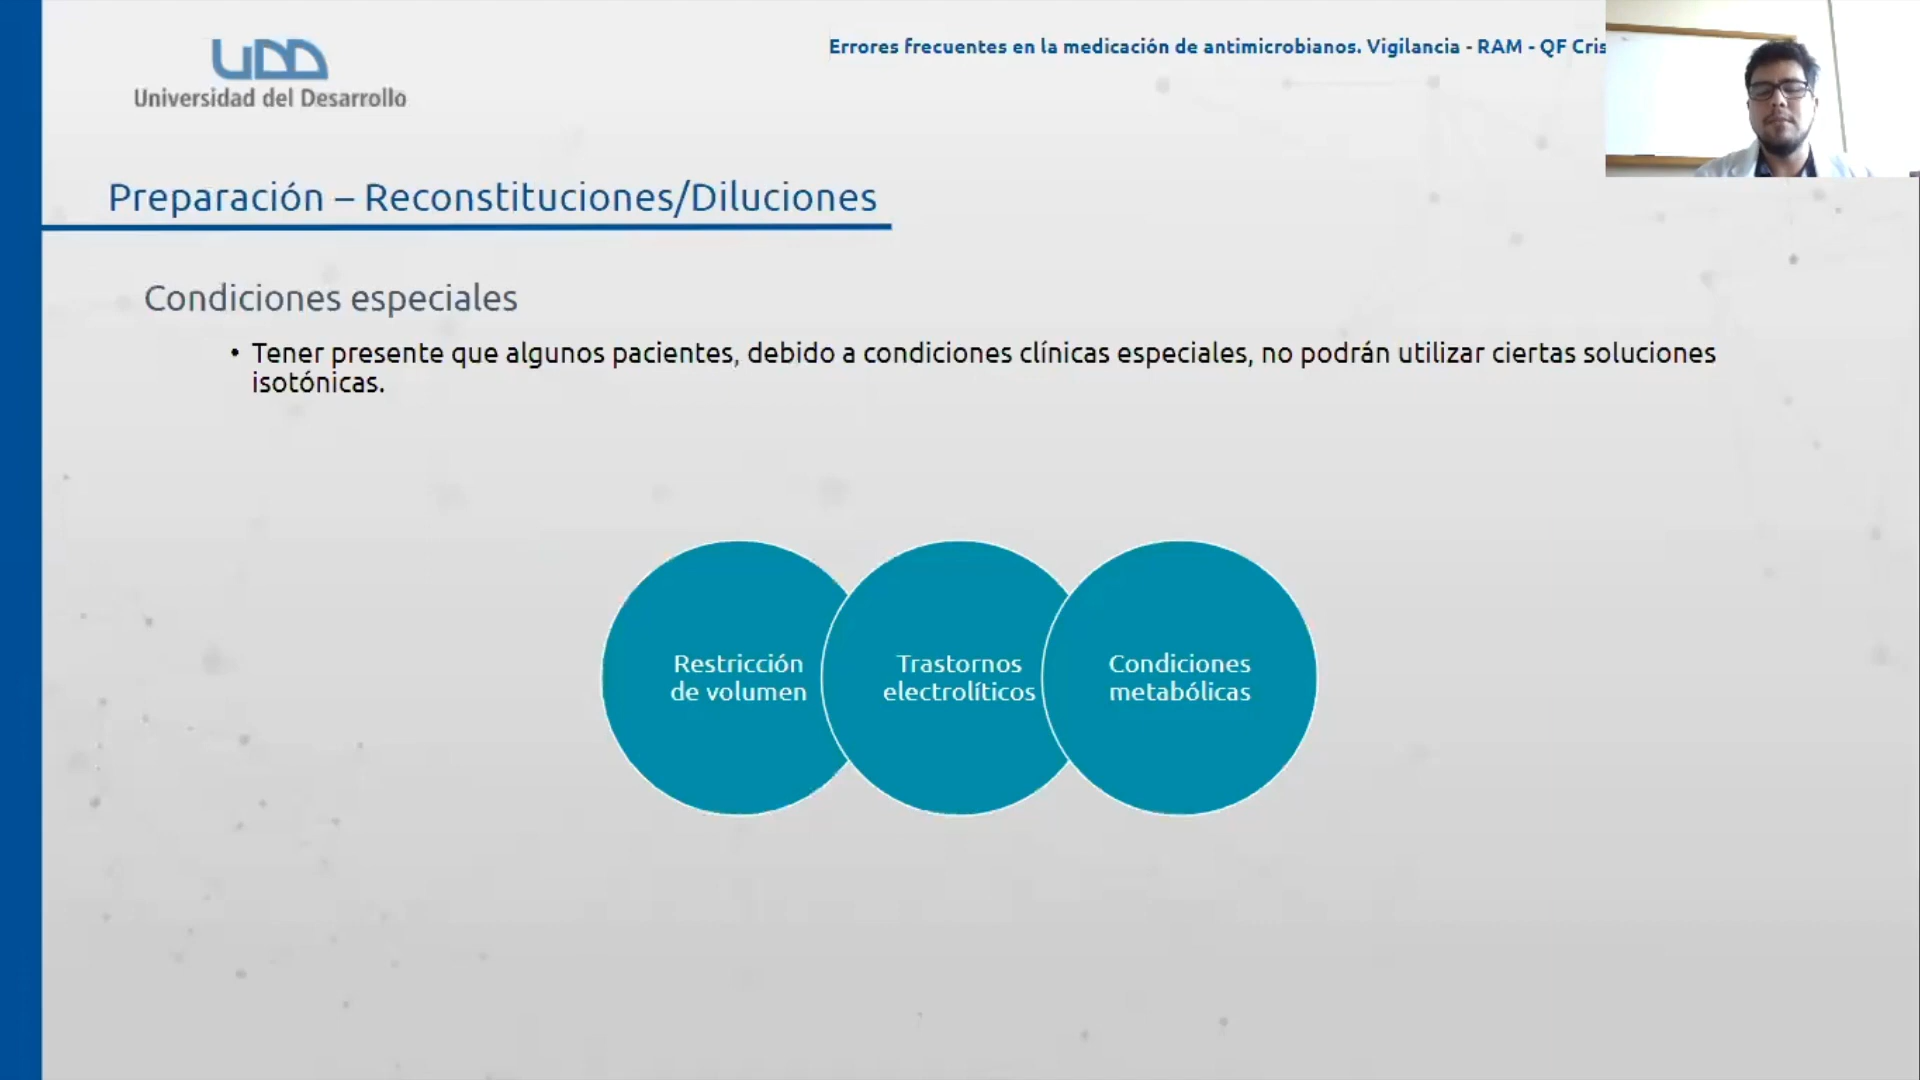 UDD
Universidad del Desarrollo
Errores frecuentes en la medicación de antimicrobianos. Vigilancia - RAM - QF Cris
Preparación – Reconstituciones/Diluciones
Condiciones especiales
• Tener presente que algunos pacientes, debido a condiciones clínicas especiales, no podrán utilizar ciertas soluciones
isotónicas.
Restricción
de volumen
Trastornos
electrolíticos
Condiciones
metabólicas